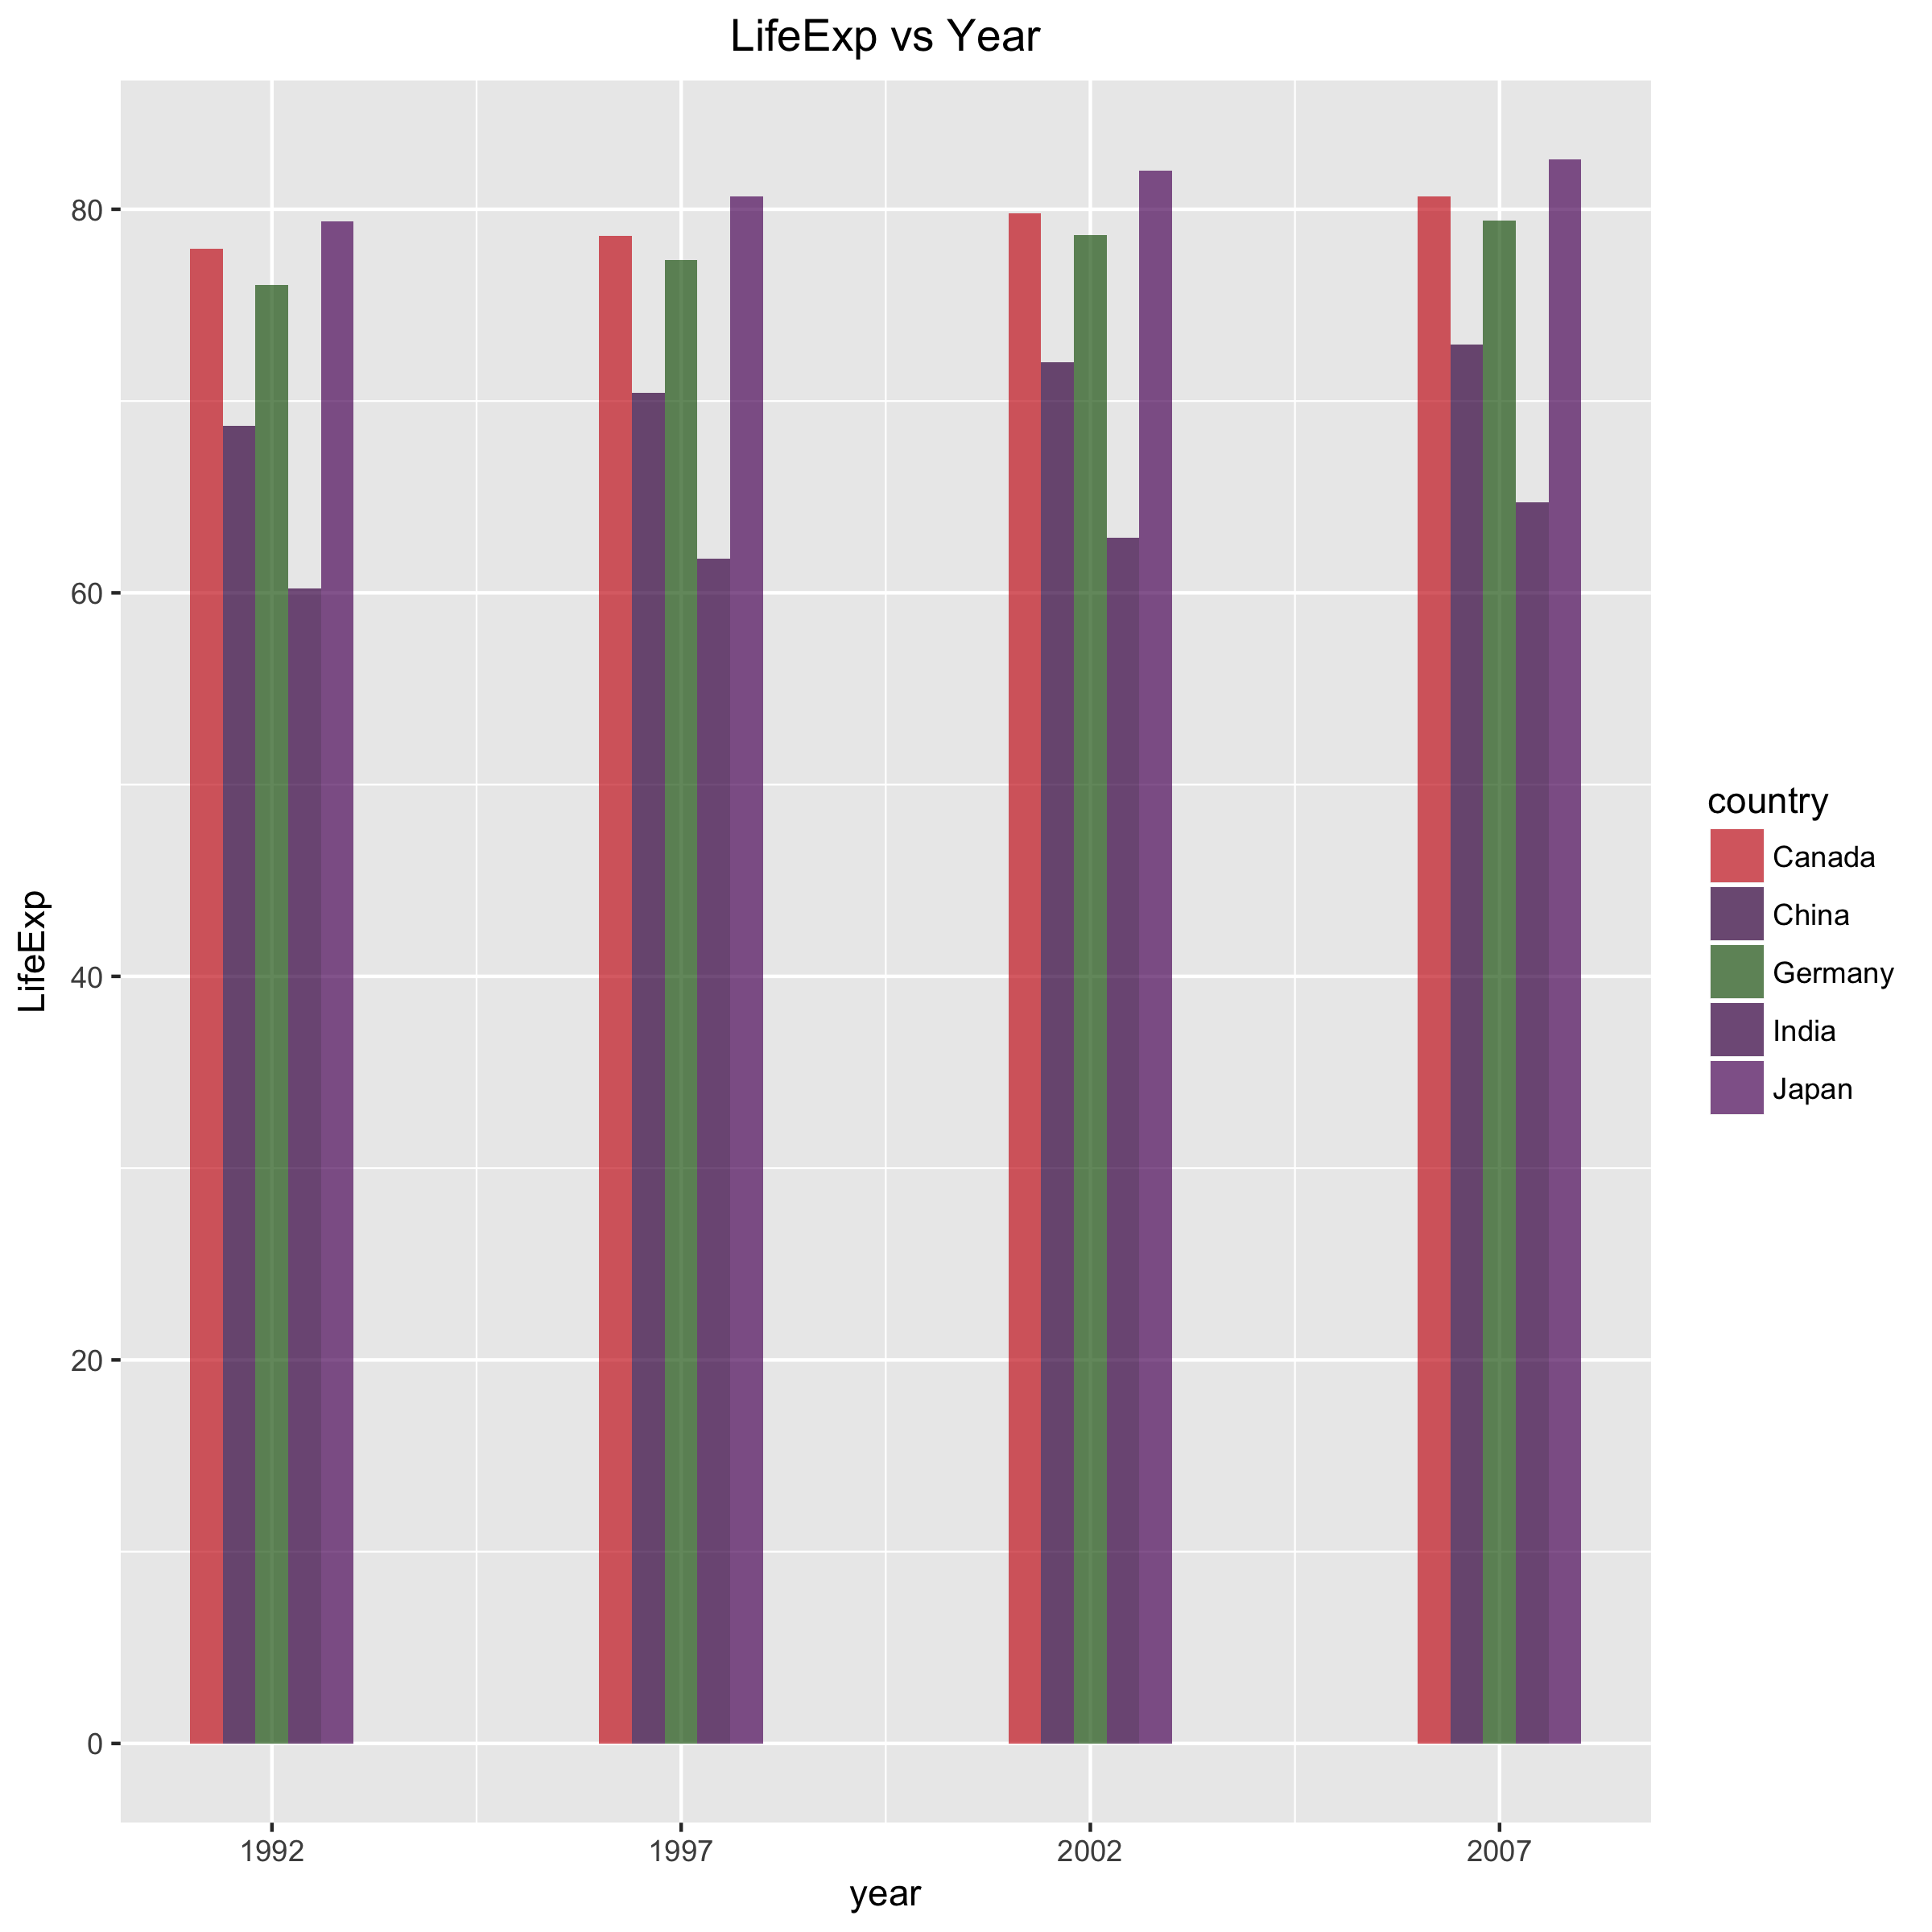 LifeExp vs Year
80
60
40
20
0
LifeExp
1992
1997
2002
2007
year
country
Canada
China
Germany
India
Japan